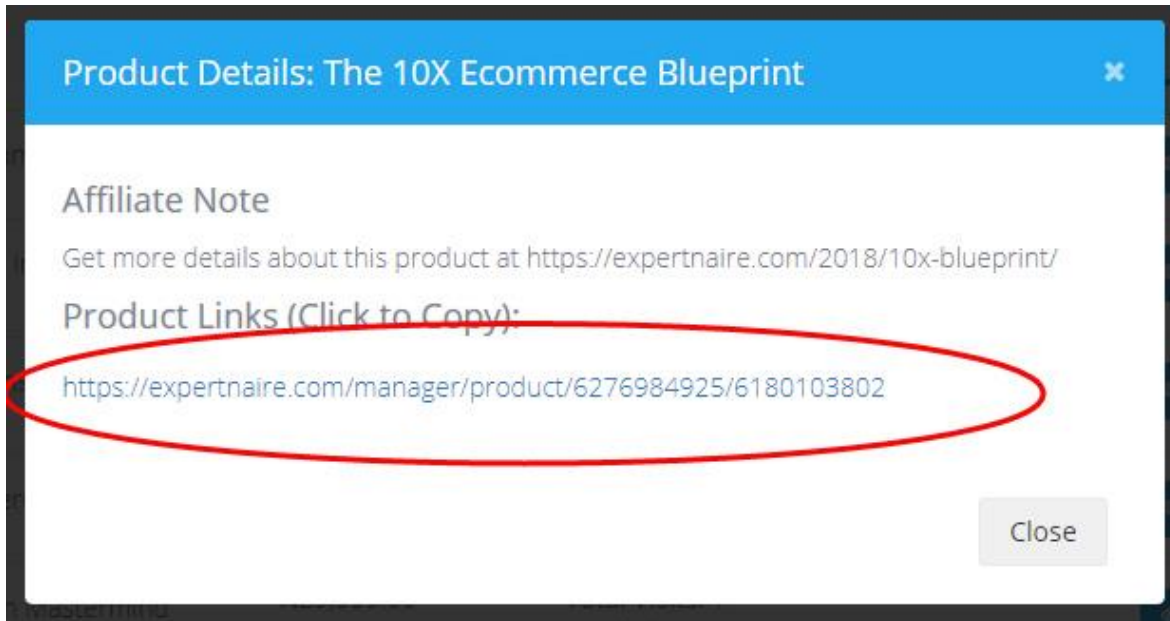 Product Details: The 10X Ecommerce Blueprint
Affiliate Note
Get more details about this product at https://expertnaire.com/2018/10x-blueprint/
Product Links (Click to Copy):
https://expertnaire.com/manager/product/6276984925/6180103802
Close
Mastermind